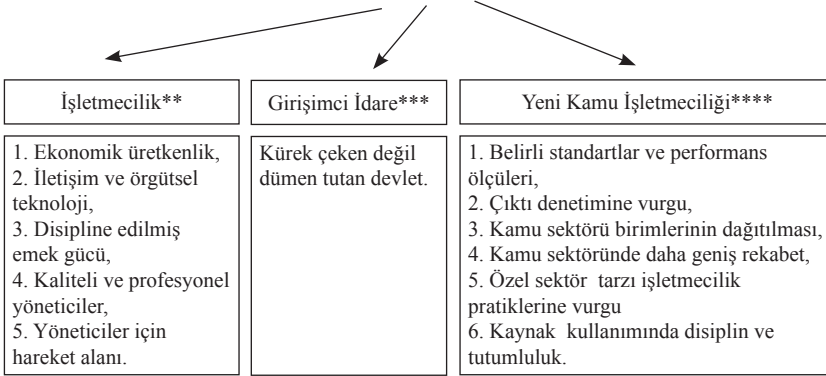 İşletmecilik**
1. Ekonomik üretkenlik,
2. İletişim ve örgütsel
teknoloji,
3. Disipline edilmiş
emek gücü,
4. Kaliteli ve profesyonel
yöneticiler,
5. Yöneticiler için
hareket alanı.
Girişimci İdare***
Kürek çeken değil
dümen tutan devlet.
Yeni Kamu İşletmeciliği****
1. Belirli standartlar ve performans
ölçüleri,
2. Çıktı denetimine vurgu,
3. Kamu sektörü birimlerinin dağıtılması,
4. Kamu sektöründe daha geniş rekabet,
5. Özel sektör tarzı işletmecilik
pratiklerine vurgu
6. Kaynak kullanımında disiplin ve
tutumluluk.